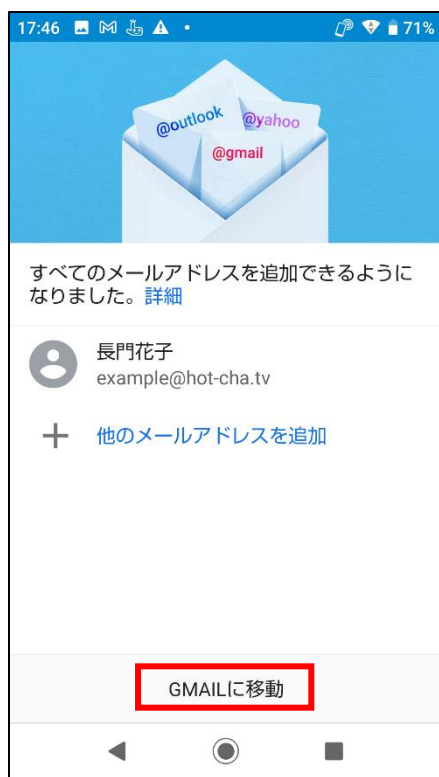 17:46
71%
@outlook
@yahoo
@gmail
すべてのメールアドレスを追加できるように
なりました。詳細
長門花子
example@hot-cha.tv
他のメールアドレスを追加
GMAILに移動